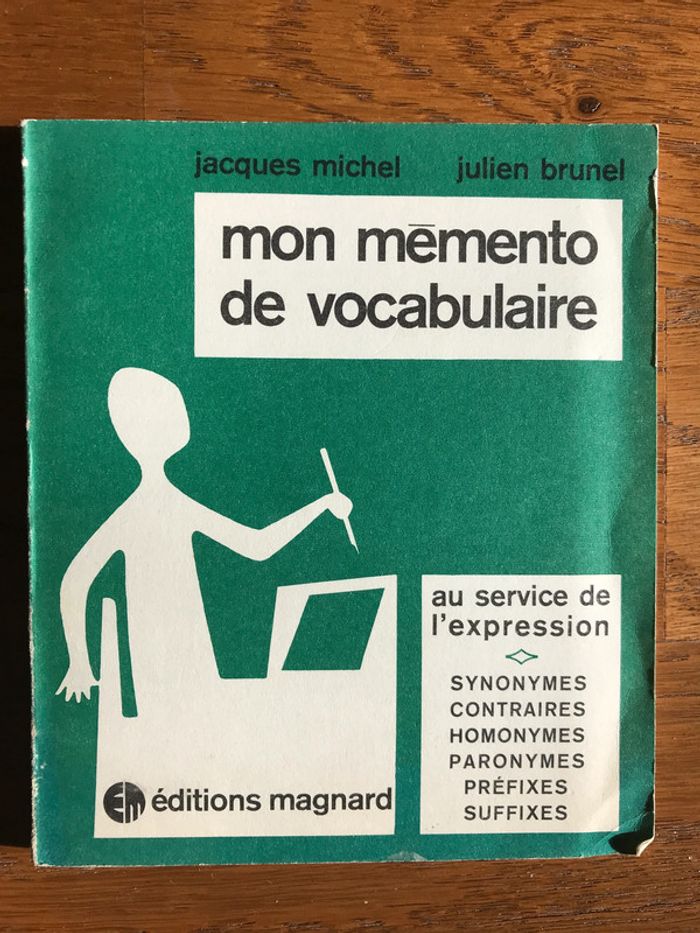 jacques michel julien brunel
mon mēmento
de vocabulaire
au service de
l'expression
SYNONYMES
CONTRAIRES
HOMONYMES
PARONYMES
PRÉFIXES
SUFFIXES
EM éditions magnard